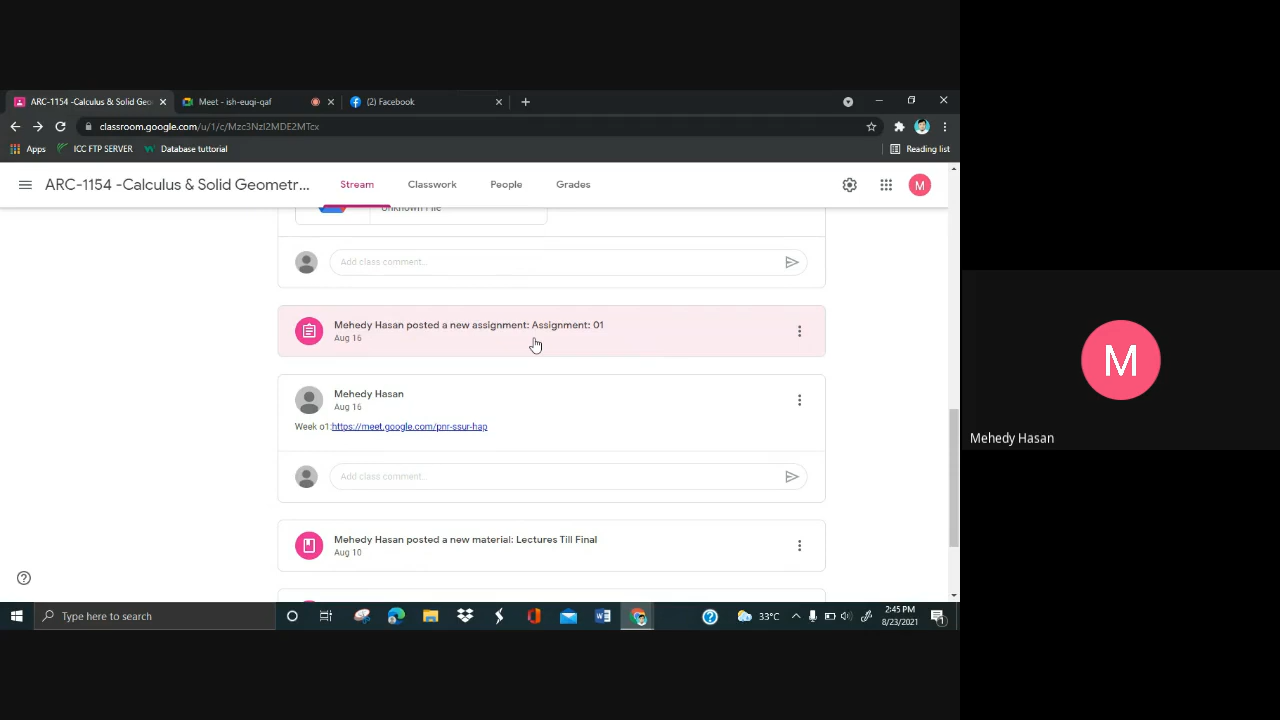 ARC-1154 -Calculus & Solid Geo
Meet - ish-euqi-qaf
(2) Facebook
classroom.google.com/u/1/c/Mzc3NzI2MDE2MTcx
Apps
ICC FTP SERVER
Database tuttorial
Reading list
ARC-1154 -Calculus & Solid Geometr...
Stream
Classwork
People
Grades
M
Unknown File
Add class comment...
Mehedy Hasan posted a new assignment: Assignment: 01
Aug 16
Mehedy Hasan
Aug 16
Week o1:https://meet.google.com/pnr-ssur-hap
Add class comment...
Mehedy Hasan posted a new material: Lectures Till Final
Aug 10
M
Mehedy Hasan
Type here to search
33°C
2:45 PM
8/23/2021
1